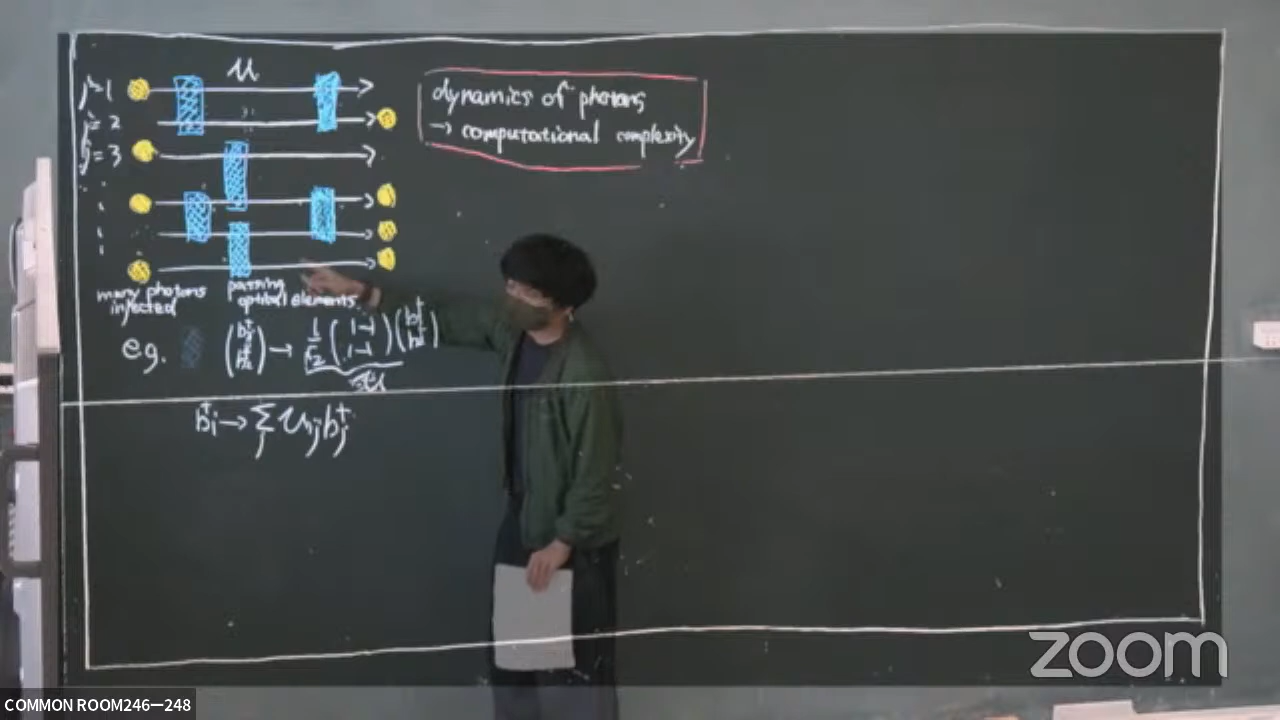 U
j=1
j=2
j=3
dynamics of photons
→ computational complexity
many photons
injected
passing
optical elements
e.g.
b†i → Σj Uij b†j
zoom
COMMON ROOM246-248